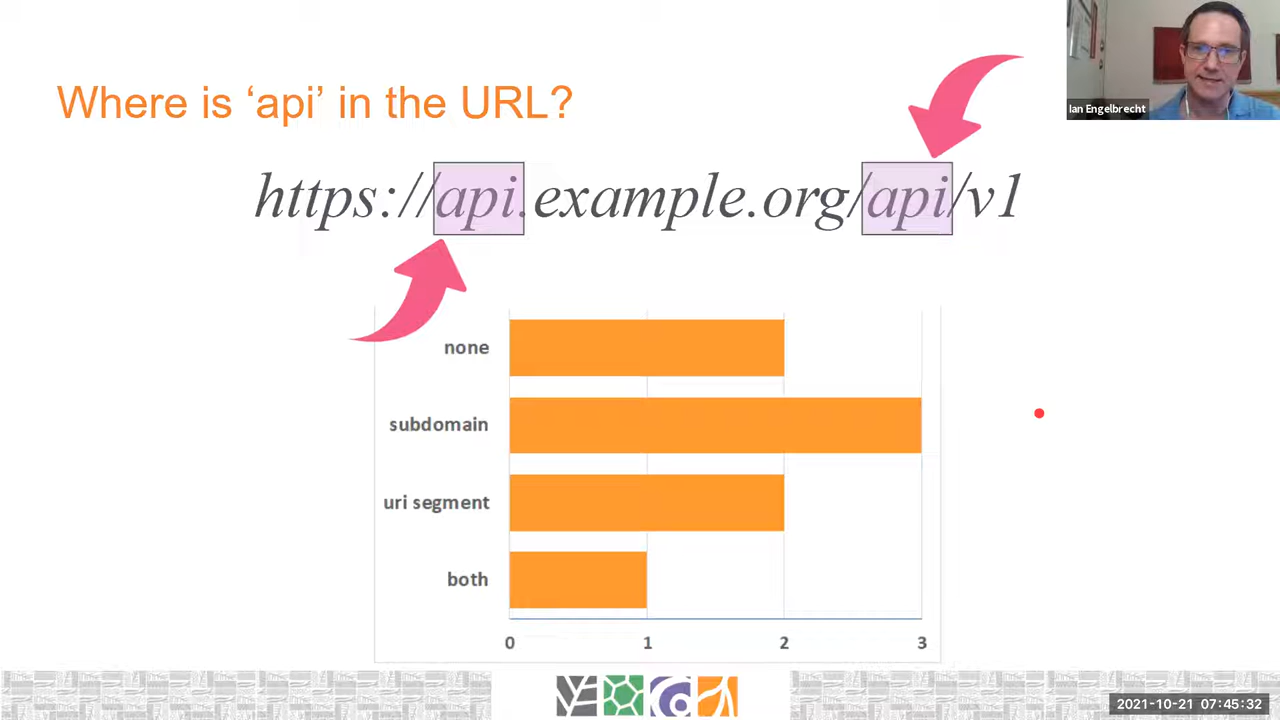 Where is ‘api’ in the URL?
Ian Engelbrecht
https://api.example.org/api/v1
none
subdomain
uri segment
both
0 1 2 3
2021-10-21 07:45:32